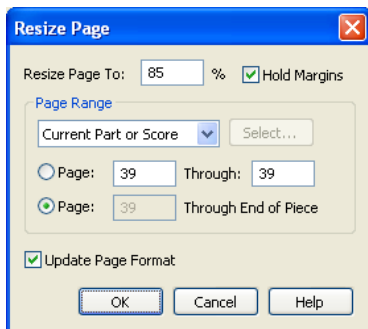 Resize Page
Resize Page To: 85 % Hold Margins
Page Range
Current Part or Score Select...
Page: 39 Through: 39
Page: 39 Through End of Piece
Update Page Format
OK Cancel Help